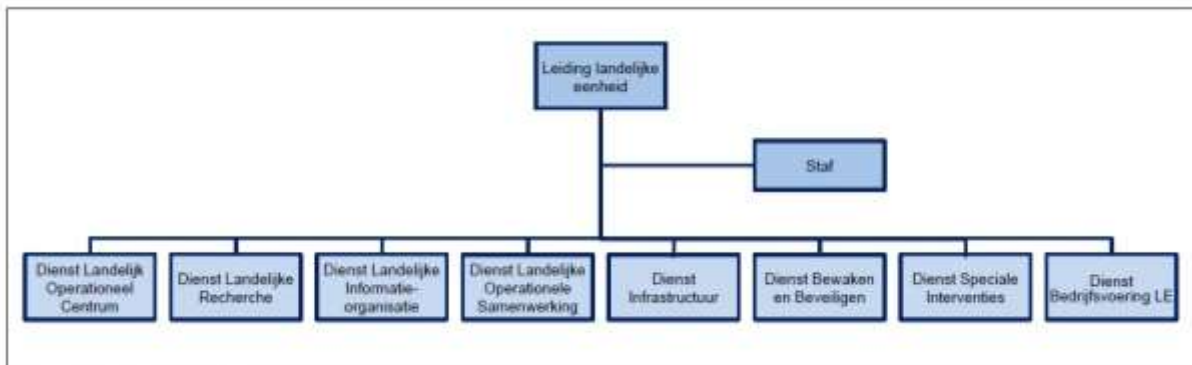 Leiding landelijke
eenheid
Staf
Dienst Landelijk
Operationeel
Centrum
Dienst Landelijke
Recherche
Dienst Landelijke
Informatie-
organisatie
Dienst Landelijke
Operationele
Samenwerking
Dienst
Infrastructuur
Dienst Bewaken
en Beveiligen
Dienst Speciale
Interventies
Dienst
Bedrijfsvoering LE